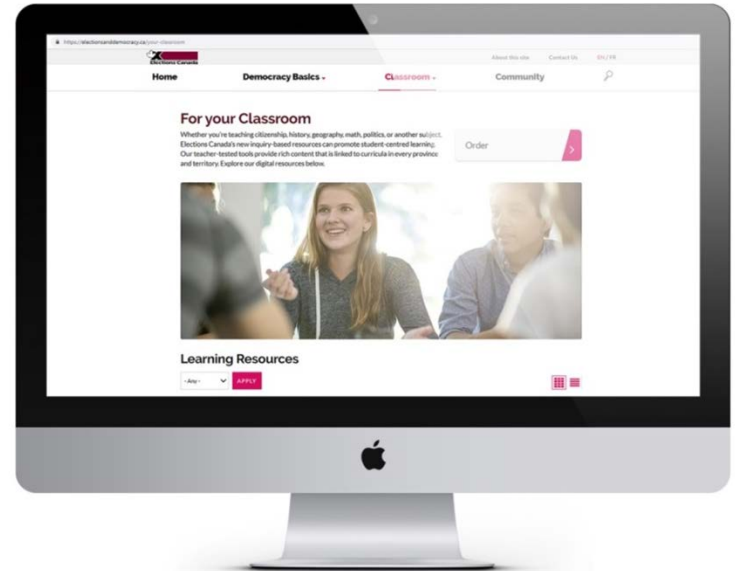 https://electionsanddemocracy.ca/your-classroom
Elections Canada
About this site Contact Us EN / FR
Home Democracy Basics Classroom Community
For your Classroom
Whether you're teaching citizenship, history, geography, math, politics, or another subject,
Elections Canada's new inquiry-based resources can promote student-centred learning.
Our teacher-tested tools provide rich content that is linked to curricula in every province
and territory. Explore our digital resources below.
Order
Learning Resources
- Any - APPLY